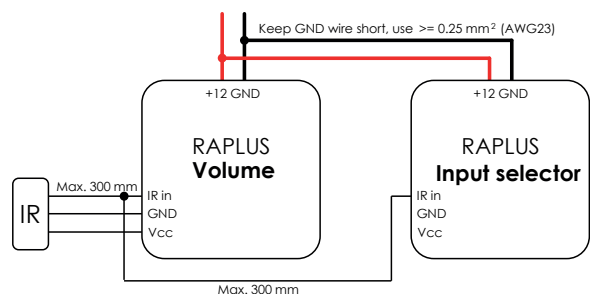 Keep GND wire short, use >= 0.25 mm² (AWG23)
+12 GND
+12 GND
RAPLUS
Volume
RAPLUS
Input selector
IR
Max. 300 mm
IR in
GND
Vcc
IR in
GND
Vcc
Max. 300 mm